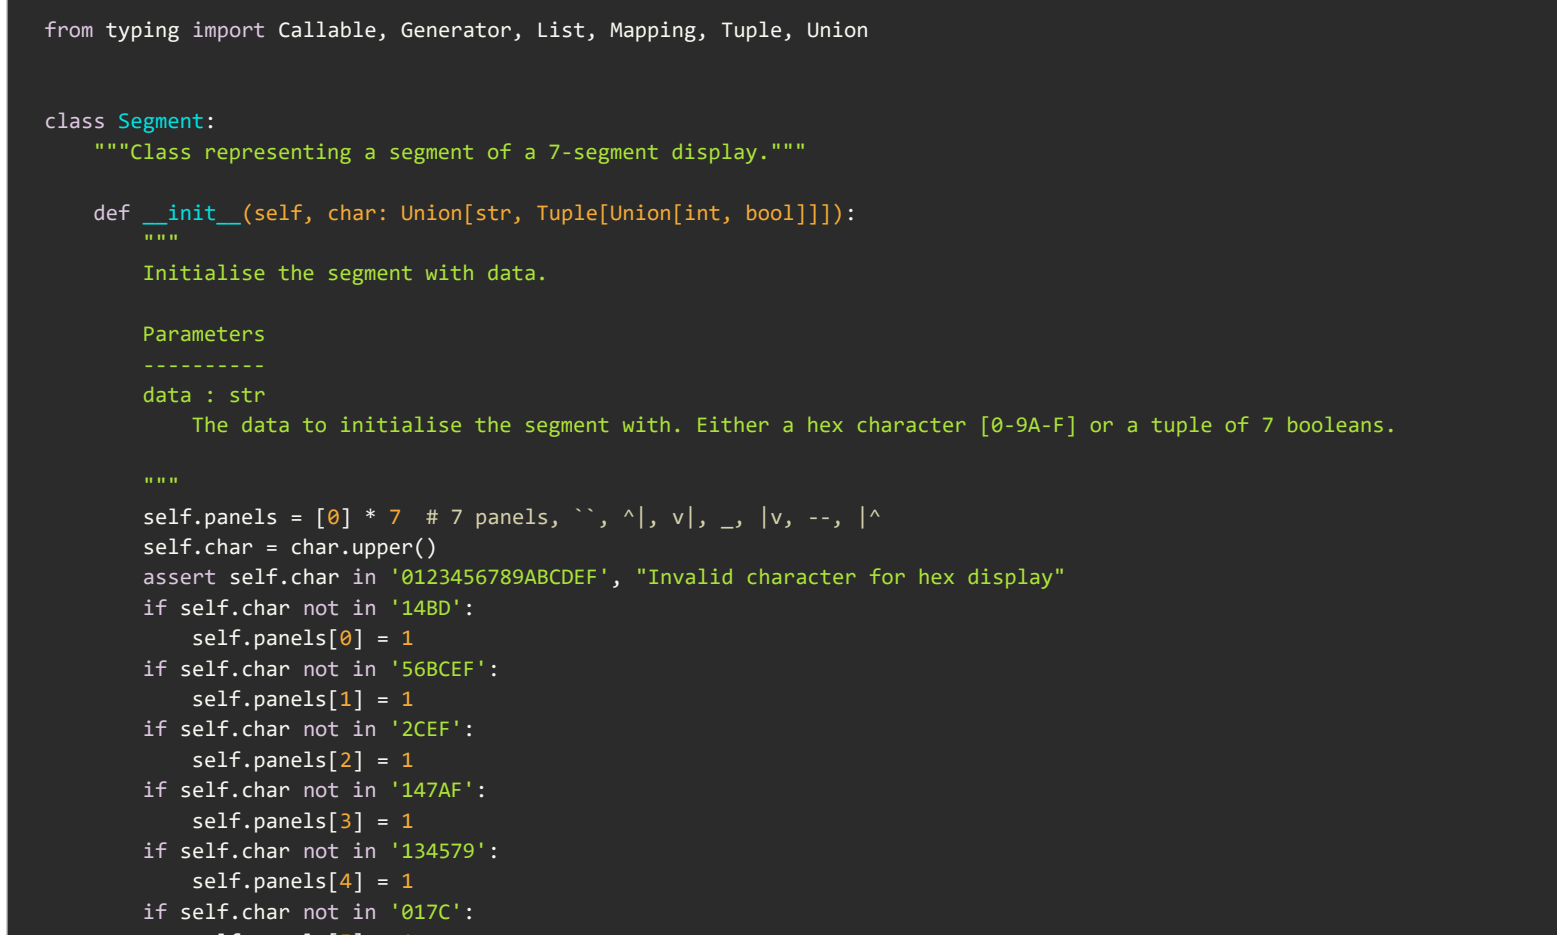 from typing import Callable, Generator, List, Mapping, Tuple, Union
class Segment:
    """Class representing a segment of a 7-segment display."""
    def __init__(self, char: Union[str, Tuple[Union[int, bool]]]):
        """
        Initialise the segment with data.
        Parameters
        ----------
        data : str
            The data to initialise the segment with. Either a hex character [0-9A-F] or a tuple of 7 booleans.
        """
        self.panels = [0] * 7  # 7 panels, ``, ^|, v|, _, |v, --, |^
        self.char = char.upper()
        assert self.char in '0123456789ABCDEF', "Invalid character for hex display"
        if self.char not in '14BD':
            self.panels[0] = 1
        if self.char not in '56BCEF':
            self.panels[1] = 1
        if self.char not in '2CEF':
            self.panels[2] = 1
        if self.char not in '147AF':
            self.panels[3] = 1
        if self.char not in '134579':
            self.panels[4] = 1
        if self.char not in '017C':